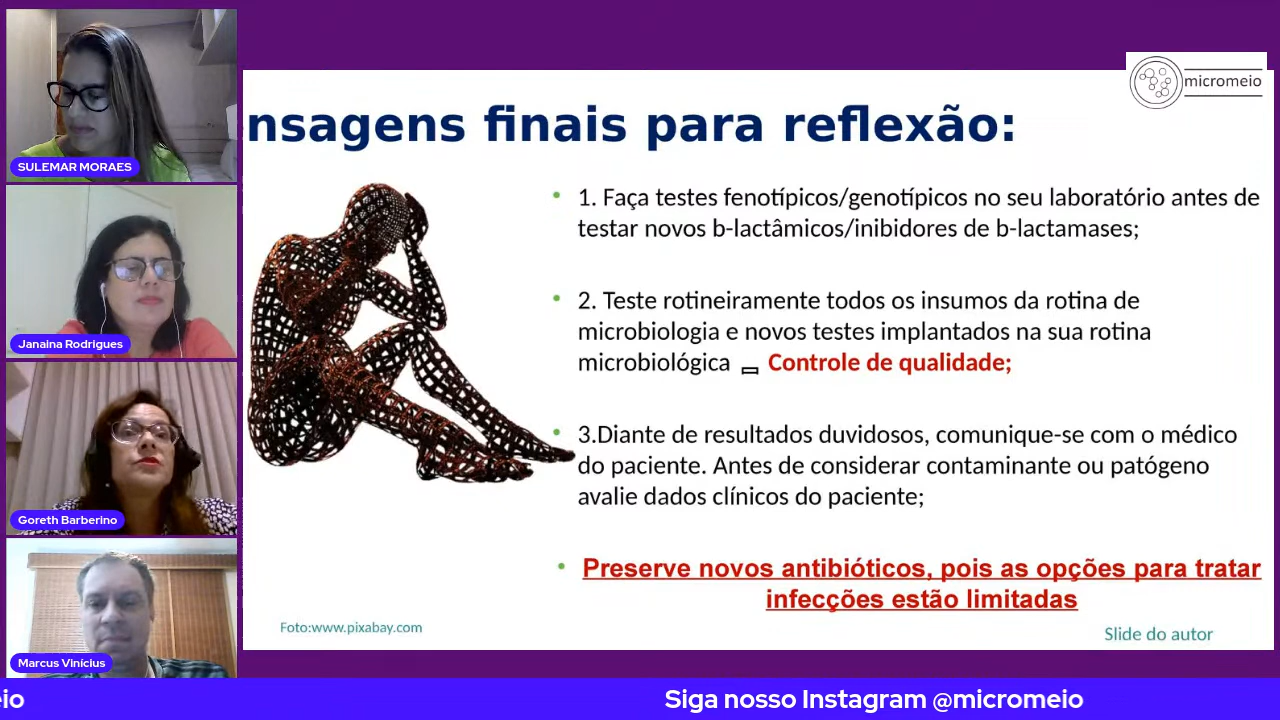 SULEMAR MORAES
Janaina Rodrigues
Goreth Barberino
Marcus Vinícius
micromeio
nsagens finais para reflexão:
• 1. Faça testes fenotípicos/genotípicos no seu laboratório antes de
testar novos b-lactâmicos/inibidores de b-lactamases;
• 2. Teste rotineiramente todos os insumos da rotina de
microbiologia e novos testes implantados na sua rotina
microbiológica Controle de qualidade;
• 3.Diante de resultados duvidosos, comunique-se com o médico
do paciente. Antes de considerar contaminante ou patógeno
avalie dados clínicos do paciente;
• Preserve novos antibióticos, pois as opções para tratar
infecções estão limitadas
Foto:www.pixabay.com
Slide do autor
eio
Siga nosso Instagram @micromeio